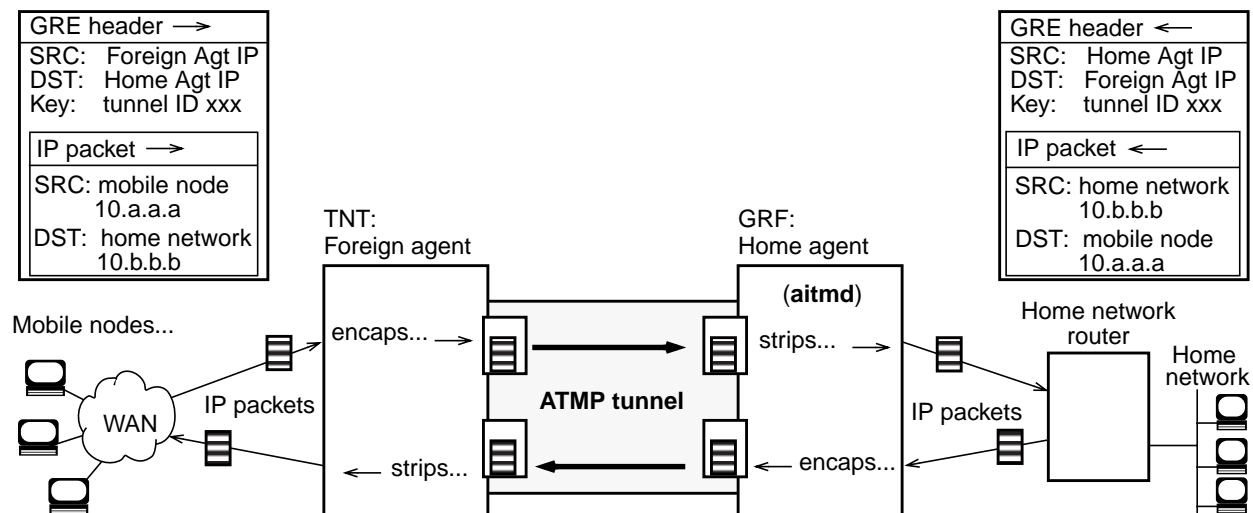 GRE header
SRC: Foreign Agt IP
DST: Home Agt IP
Key: tunnel ID xxx
IP packet
SRC: mobile node
10.a.a.a
DST: home network
10.b.b.b
GRE header
SRC: Home Agt IP
DST: Foreign Agt IP
Key: tunnel ID xxx
IP packet
SRC: home network
10.b.b.b
DST: mobile node
10.a.a.a
TNT:
Foreign agent
GRF:
Home agent
(aitmd)
Mobile nodes...
encaps...
strips...
Home network
router
Home
network
WAN
IP packets
ATMP tunnel
IP packets
strips...
encaps...